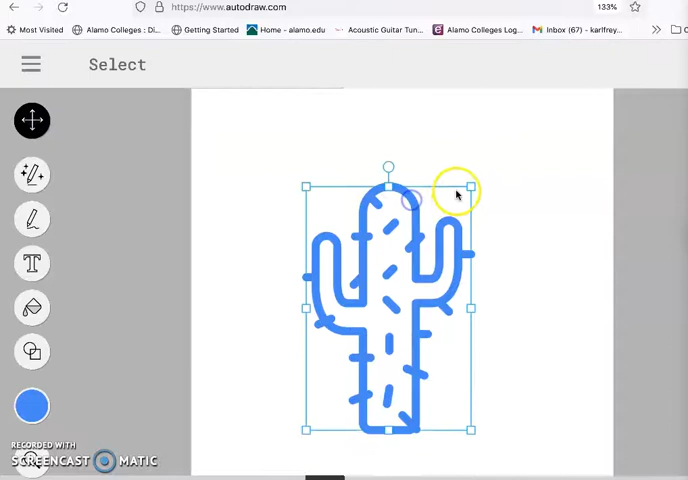 https://www.autodraw.com
133%
Most Visited
Alamo Colleges : Di...
Getting Started
Home - alamo.edu
Acoustic Guitar Tun...
Alamo Colleges Log...
Inbox (67) - karlfrey...
Select
T
RECORDED WITH
SCREENCAST MATIC